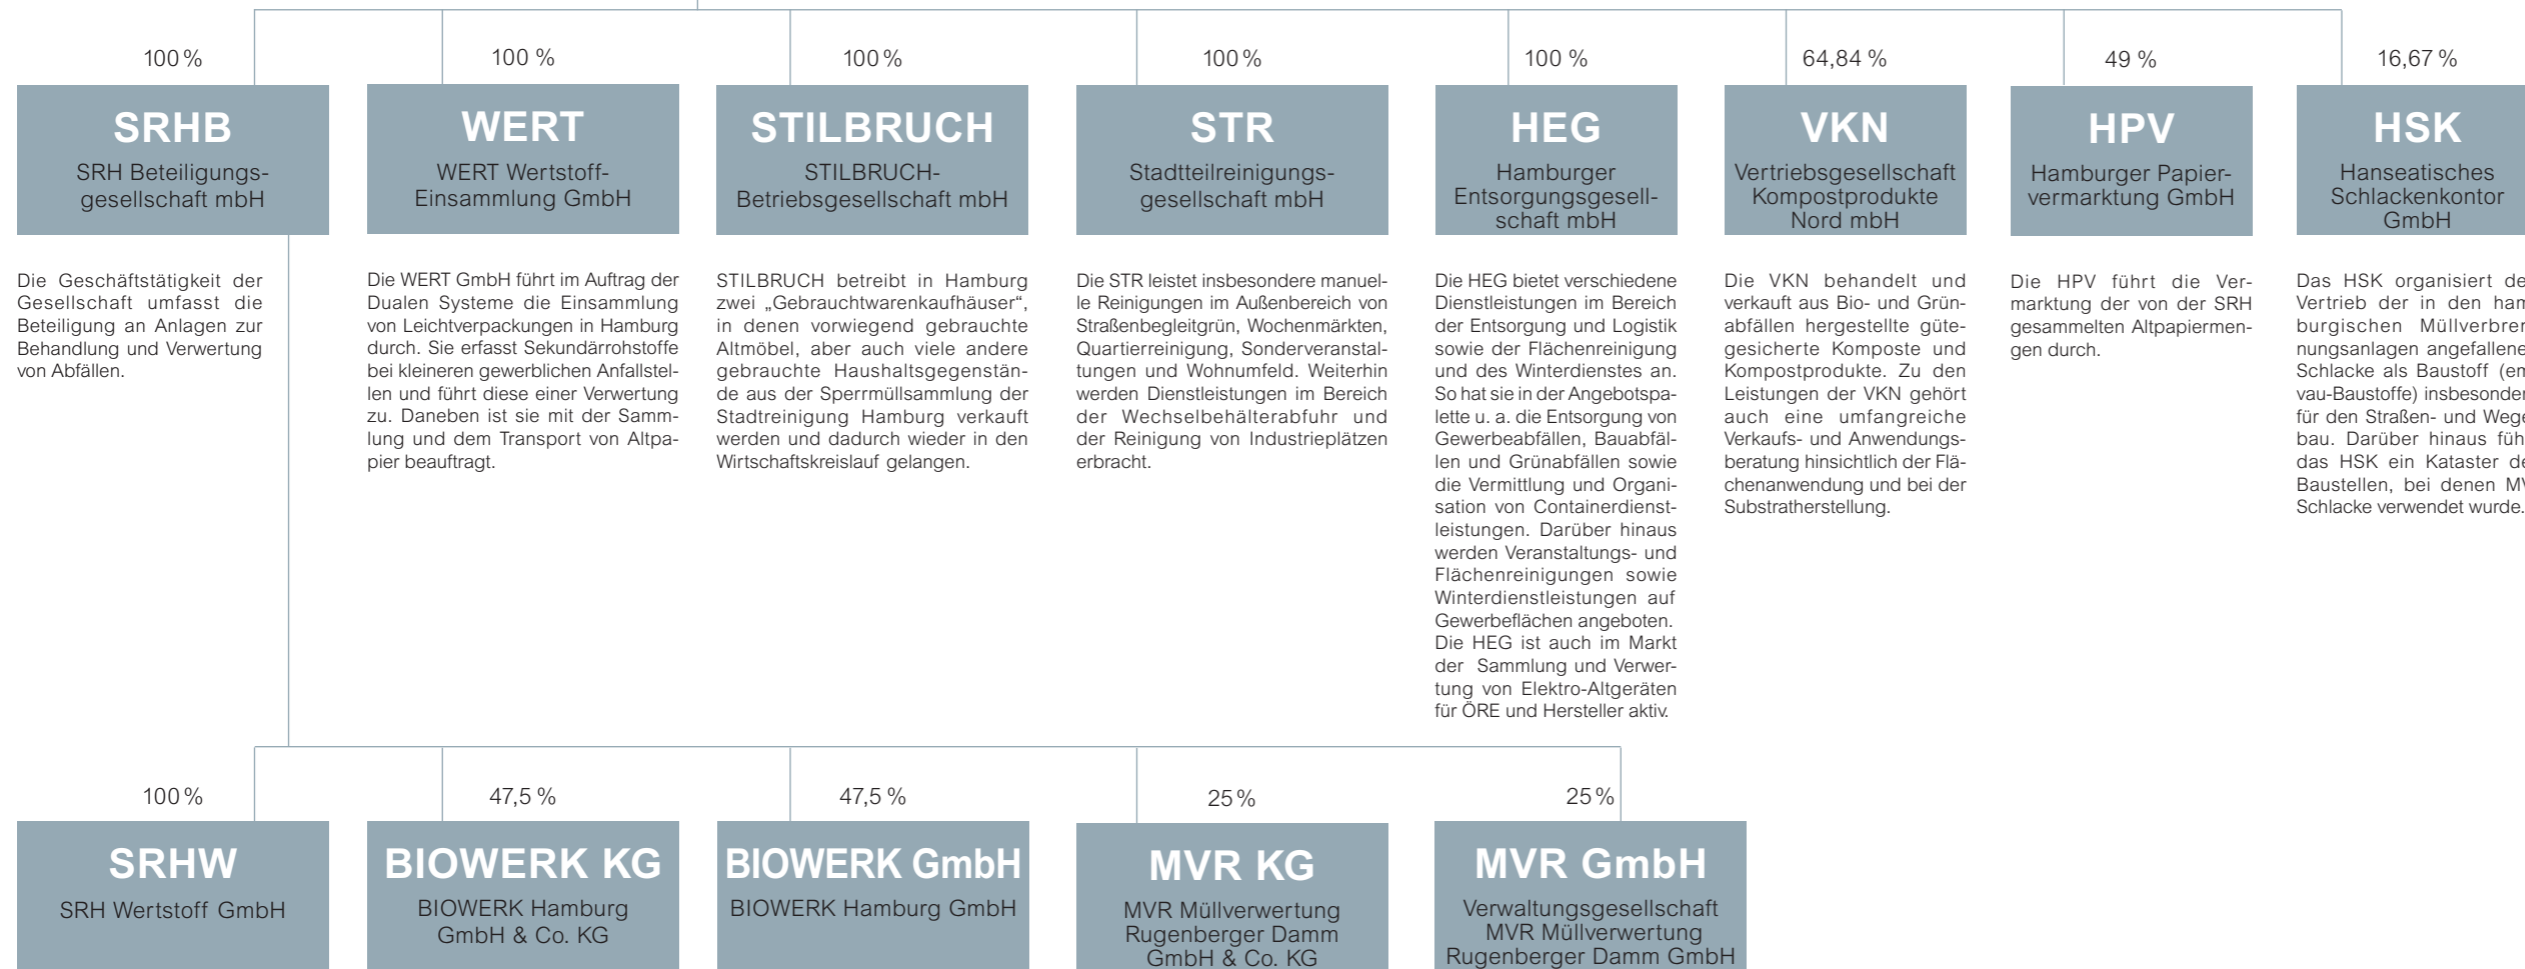 100 %
SRHB
SRH Beteiligungs-
gesellschaft mbH
Die Geschäftstätigkeit der
Gesellschaft umfasst die
Beteiligung an Anlagen zur
Behandlung und Verwertung
von Abfällen.
100 %
WERT
WERT Wertstoff-
Einsammlung GmbH
Die WERT GmbH führt im Auftrag der
Dualen Systeme die Einsammlung
von Leichtverpackungen in Hamburg
durch. Sie erfasst Sekundärrohstoffe
bei kleineren gewerblichen Anfallstel-
len und führt diese einer Verwertung
zu. Daneben ist sie mit der Samm-
lung und dem Transport von Altpa-
pier beauftragt.
100 %
STILBRUCH
STILBRUCH-
Betriebsgesellschaft mbH
STILBRUCH betreibt in Hamburg
zwei „Gebrauchtwarenkaufhäuser“,
in denen vorwiegend gebrauchte
Altmöbel, aber auch viele andere
gebrauchte Haushaltsgegenstän-
de aus der Sperrmüllsammlung der
Stadtreinigung Hamburg verkauft
werden und dadurch wieder in den
Wirtschaftskreislauf gelangen.
100 %
STR
Stadtteilreinigungs-
gesellschaft mbH
Die STR leistet insbesondere manuel-
le Reinigungen im Außenbereich von
Straßenbegleitgrün, Wochenmärkten,
Quartierreinigung, Sonderveranstal-
tungen und Wohnumfeld. Weiterhin
werden Dienstleistungen im Bereich
der Wechselbehälterabfuhr und
der Reinigung von Industrieplätzen
erbracht.
100 %
HEG
Hamburger
Entsorgungsgesell-
schaft mbH
Die HEG bietet verschiedene
Dienstleistungen im Bereich
der Entsorgung und Logistik
sowie der Flächenreinigung
und des Winterdienstes an.
So hat sie in der Angebotspa-
lette u. a. die Entsorgung von
Gewerbeabfällen, Bauabfäl-
len und Grünabfällen sowie
die Vermittlung und Organi-
sation von Containerdienst-
leistungen. Darüber hinaus
werden Veranstaltungs- und
Flächenreinigungen sowie
Winterdienstleistungen auf
Gewerbeflächen angeboten.
Die HEG ist auch im Markt
der Sammlung und Verwer-
tung von Elektro-Altgeräten
für ÖRE und Hersteller aktiv.
64,84 %
VKN
Vertriebsgesellschaft
Kompostprodukte
Nord mbH
Die VKN behandelt und
verkauft aus Bio- und Grün-
abfällen hergestellte güte-
gesicherte Komposte und
Kompostprodukte. Zu den
Leistungen der VKN gehört
auch eine umfangreiche
Verkaufs- und Anwendungs-
beratung hinsichtlich der Flä-
chenanwendung und bei der
Substratherstellung.
49 %
HPV
Hamburger Papier-
vermarktung GmbH
Die HPV führt die Ver-
marktung der von der SRH
gesammelten Altpapiermen-
gen durch.
16,67 %
HSK
Hanseatisches
Schlackenkontor
GmbH
Das HSK organisiert
Vertrieb der in den ham
burgischen
nungsanlagen
Schlacke als Baustoff
vau-Baustoffe)
für den Straßen- und
bau. Darüber hinaus
das HSK ein Kataster
Baustellen, bei denen
Schlacke verwendet wurde.
100 %
SRHW
SRH Wertstoff GmbH
47,5 %
BIOWERK KG
BIOWERK Hamburg
GmbH & Co. KG
47,5 %
BIOWERK GmbH
BIOWERK Hamburg GmbH
25 %
MVR KG
MVR Müllverwertung
Rugenberger Damm
GmbH & Co. KG
25 %
MVR GmbH
Verwaltungsgesellschaft
MVR Müllverwertung
Rugenberger Damm GmbH